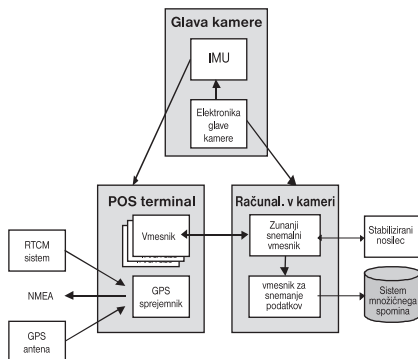 Glava kamere
IMU
Elektronika
glave
kamere
POS terminal
Vmesnik
GPS
sprejemnik
RTCM
sistem
NMEA
GPS
antena
Računal. v kameri
Zunanji
snemalni
vmesnik
vmesnik za
snemanje
podatkov
Stabilizirani
nosilec
Sistem
množičnega
spomina